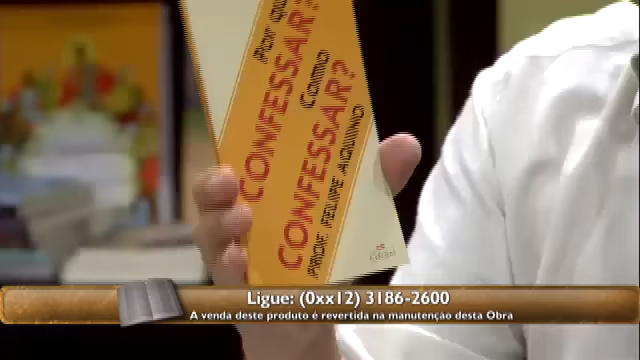 Por que
CONFESSAR?
Como
CONFESSAR?
PROF. FELIPE AQUINO
Ligue: (0xx12) 3186-2600
A venda deste produto é revertida na manutenção desta Obra